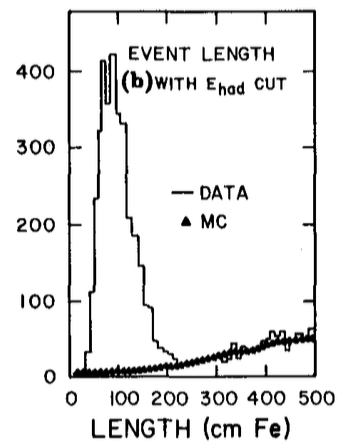 EVENT LENGTH
(b) WITH Ehad CUT
400
300
— DATA
▲ MC
200
100
0
0 100 200 300 400 500
LENGTH (cm Fe)